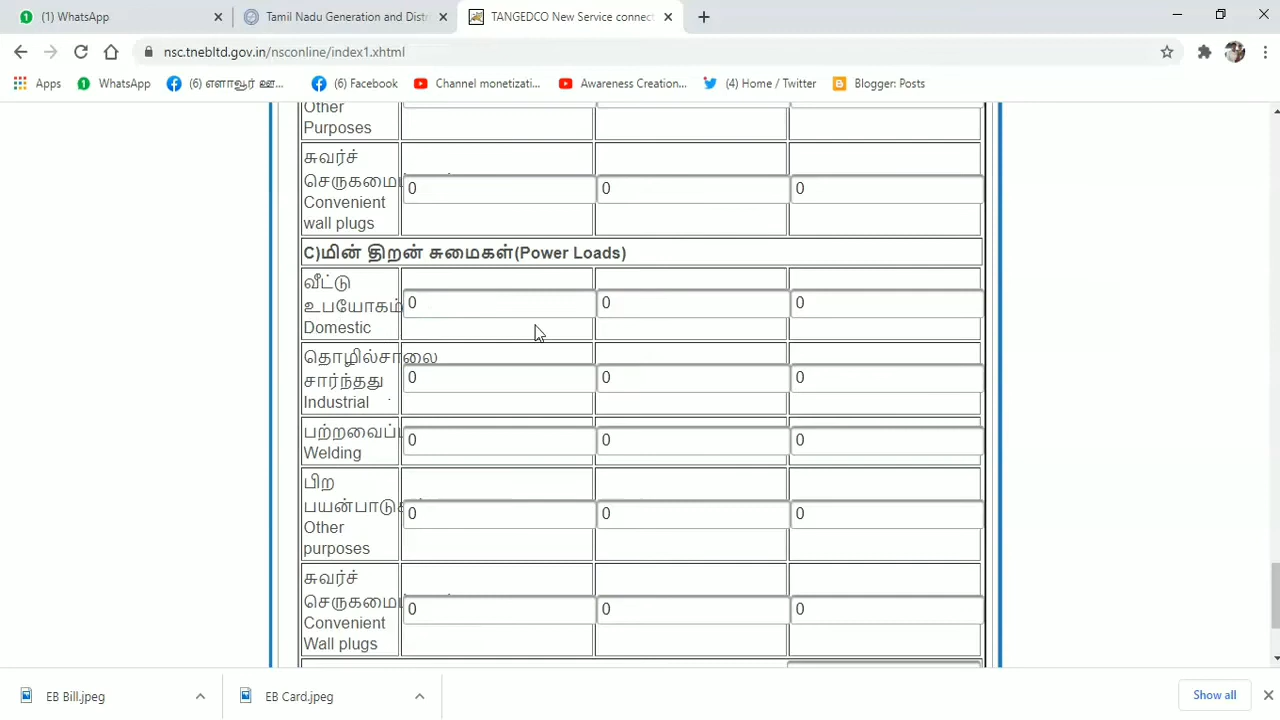 (1) WhatsApp
Tamil Nadu Generation and Distr
TANGEDCO New Service connect
nsc.tnebltd.gov.in/nsconline/index1.xhtml
Apps
WhatsApp
(6) எளாவூர் ஊ...
(6) Facebook
Channel monetizati...
Awareness Creation...
(4) Home / Twitter
Blogger: Posts
Other
Purposes
சுவர்ச்
செருகமைப்
Convenient
wall plugs
0 0 0
C)மின் திறன் சுமைகள்(Power Loads)
வீட்டு
உபயோகம்
Domestic
0 0 0
தொழில்சாலை
சார்ந்தது
Industrial
0 0 0
பற்றவைப்
Welding
0 0 0
பிற
பயன்பாடுக
Other
purposes
0 0 0
சுவர்ச்
செருகமைப்
Convenient
Wall plugs
0 0 0
EB Bill.jpeg
EB Card.jpeg
Show all